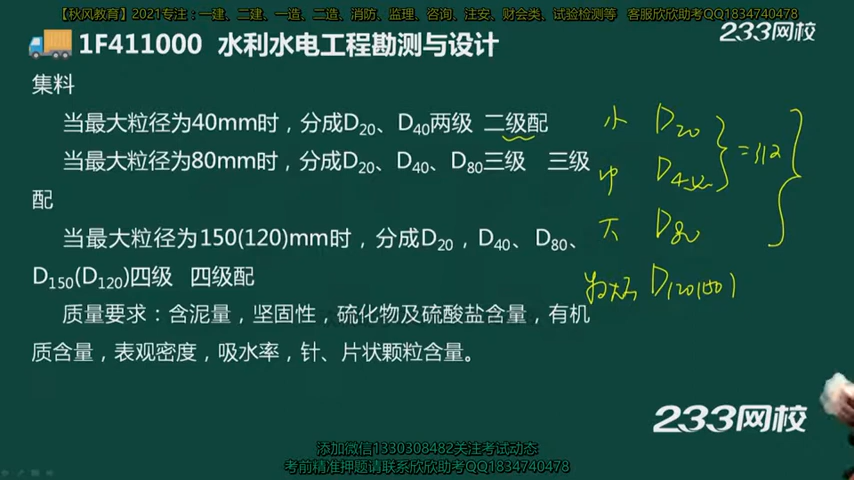 【秋风教育】2021专注：一建、二建、一造、二造、消防、监理、咨询、注安、财会类、试验检测等 客服欣欣助考QQ1834740478
233网校
1F411000 水利水电工程勘测与设计
集料
当最大粒径为40mm时，分成D20、D40两级 二级配
当最大粒径为80mm时，分成D20、D40、D80三级 三级
配
当最大粒径为150(120)mm时，分成D20，D40、D80、
D150(D120)四级 四级配
质量要求：含泥量，坚固性，硫化物及硫酸盐含量，有机
质含量，表观密度，吸水率，针、片状颗粒含量。
小 D20
中
大 D80
D120(150)
233网校
添加微信1330308482关注考试动态
考前精准押题请联系欣欣助考QQ1834740478